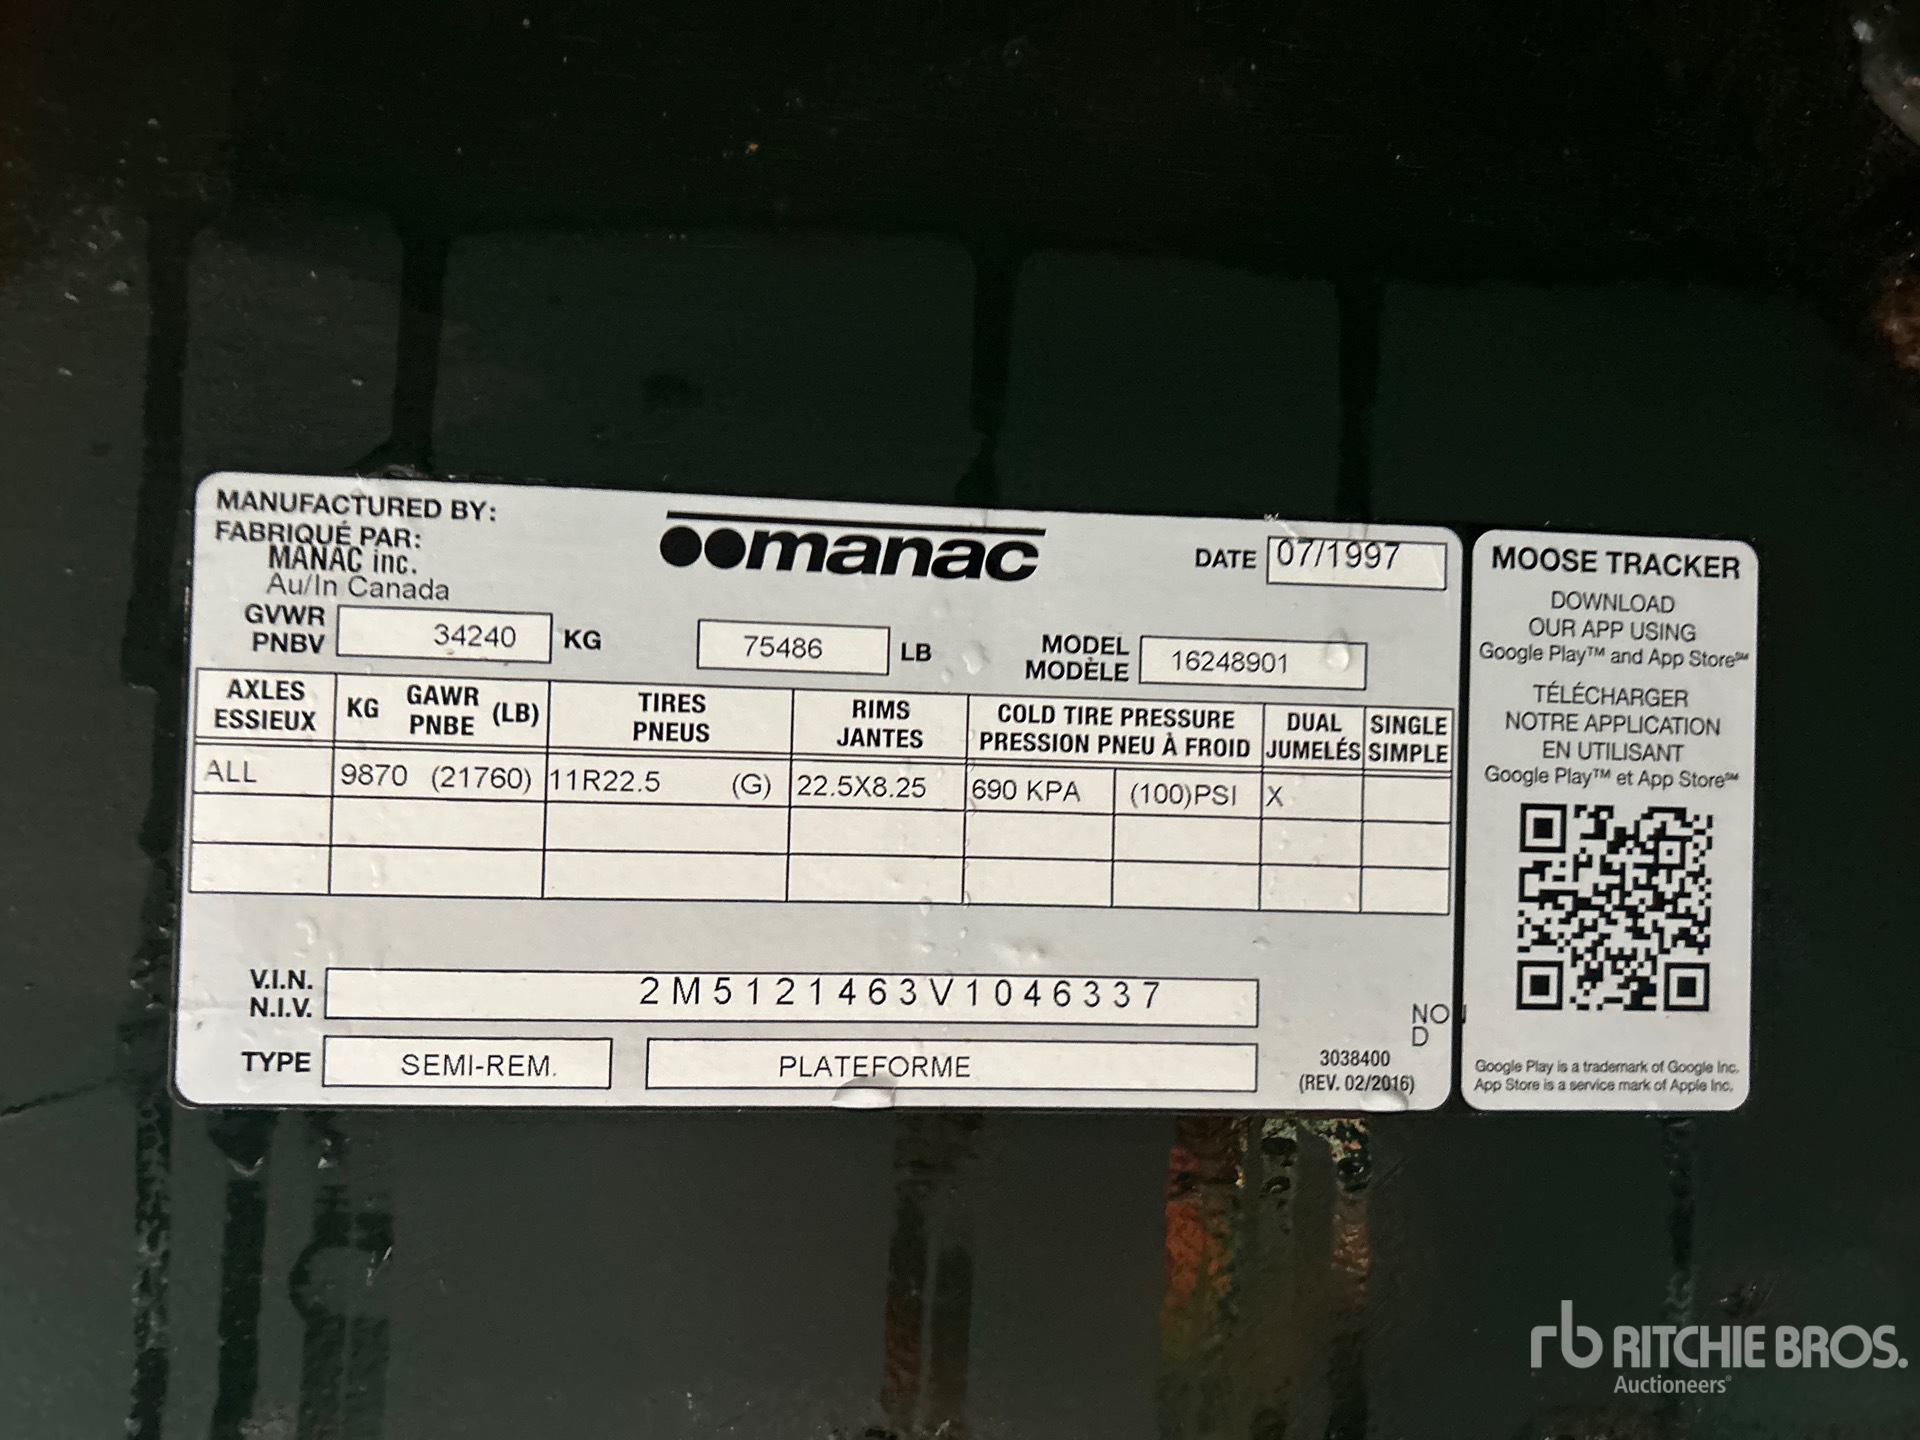 MANUFACTURED BY:
FABRIQUÉ PAR:
MANAC inc.
Au/In Canada
manac
DATE 07/1997
GVWR
PNBV
34240 KG
75486 LB
MODEL
MODÈLE
16248901
AXLES
ESSIEUX
KG GAWR (LB)
PNBE
TIRES
PNEUS
RIMS
JANTES
COLD TIRE PRESSURE
PRESSION PNEU À FROID
DUAL
JUMELÉS
SINGLE
SIMPLE
ALL 9870 (21760) 11R22.5 (G) 22.5X8.25 690 KPA (100)PSI X
V.I.N.
N.I.V.
2M5121463V1046337
TYPE SEMI-REM. PLATEFORME
NON
D
3038400
(REV. 02/2016)
MOOSE TRACKER
DOWNLOAD
OUR APP USING
Google Play™ and App Store℠
TÉLÉCHARGER
NOTRE APPLICATION
EN UTILISANT
Google Play™ et App Store℠
Google Play is a trademark of Google Inc.
App Store is a service mark of Apple Inc.
rb RITCHIE BROS.
Auctioneers®